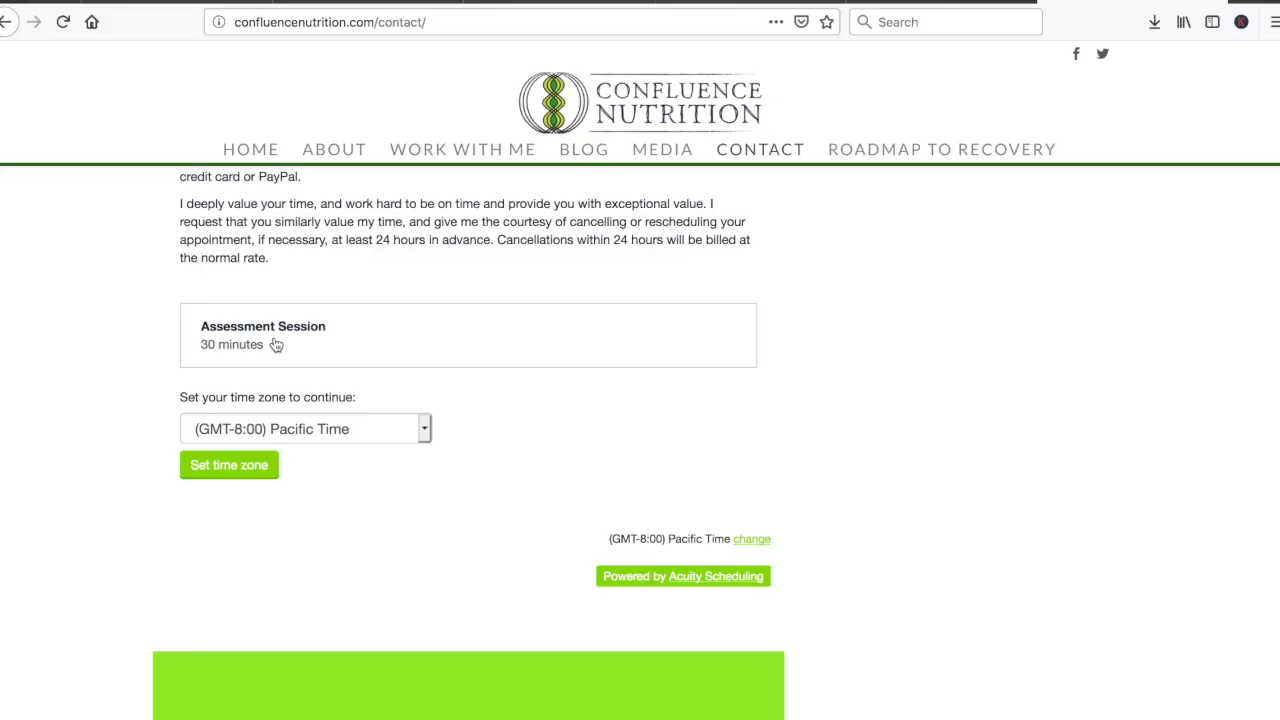 confluencenutrition.com/contact/
Search
CONFLUENCE
NUTRITION
HOME ABOUT WORK WITH ME BLOG MEDIA CONTACT ROADMAP TO RECOVERY
credit card or PayPal.
I deeply value your time, and work hard to be on time and provide you with exceptional value. I
request that you similarly value my time, and give me the courtesy of cancelling or rescheduling your
appointment, if necessary, at least 24 hours in advance. Cancellations within 24 hours will be billed at
the normal rate.
Assessment Session
30 minutes
Set your time zone to continue:
(GMT-8:00) Pacific Time
Set time zone
(GMT-8:00) Pacific Time change
Powered by Acuity Scheduling